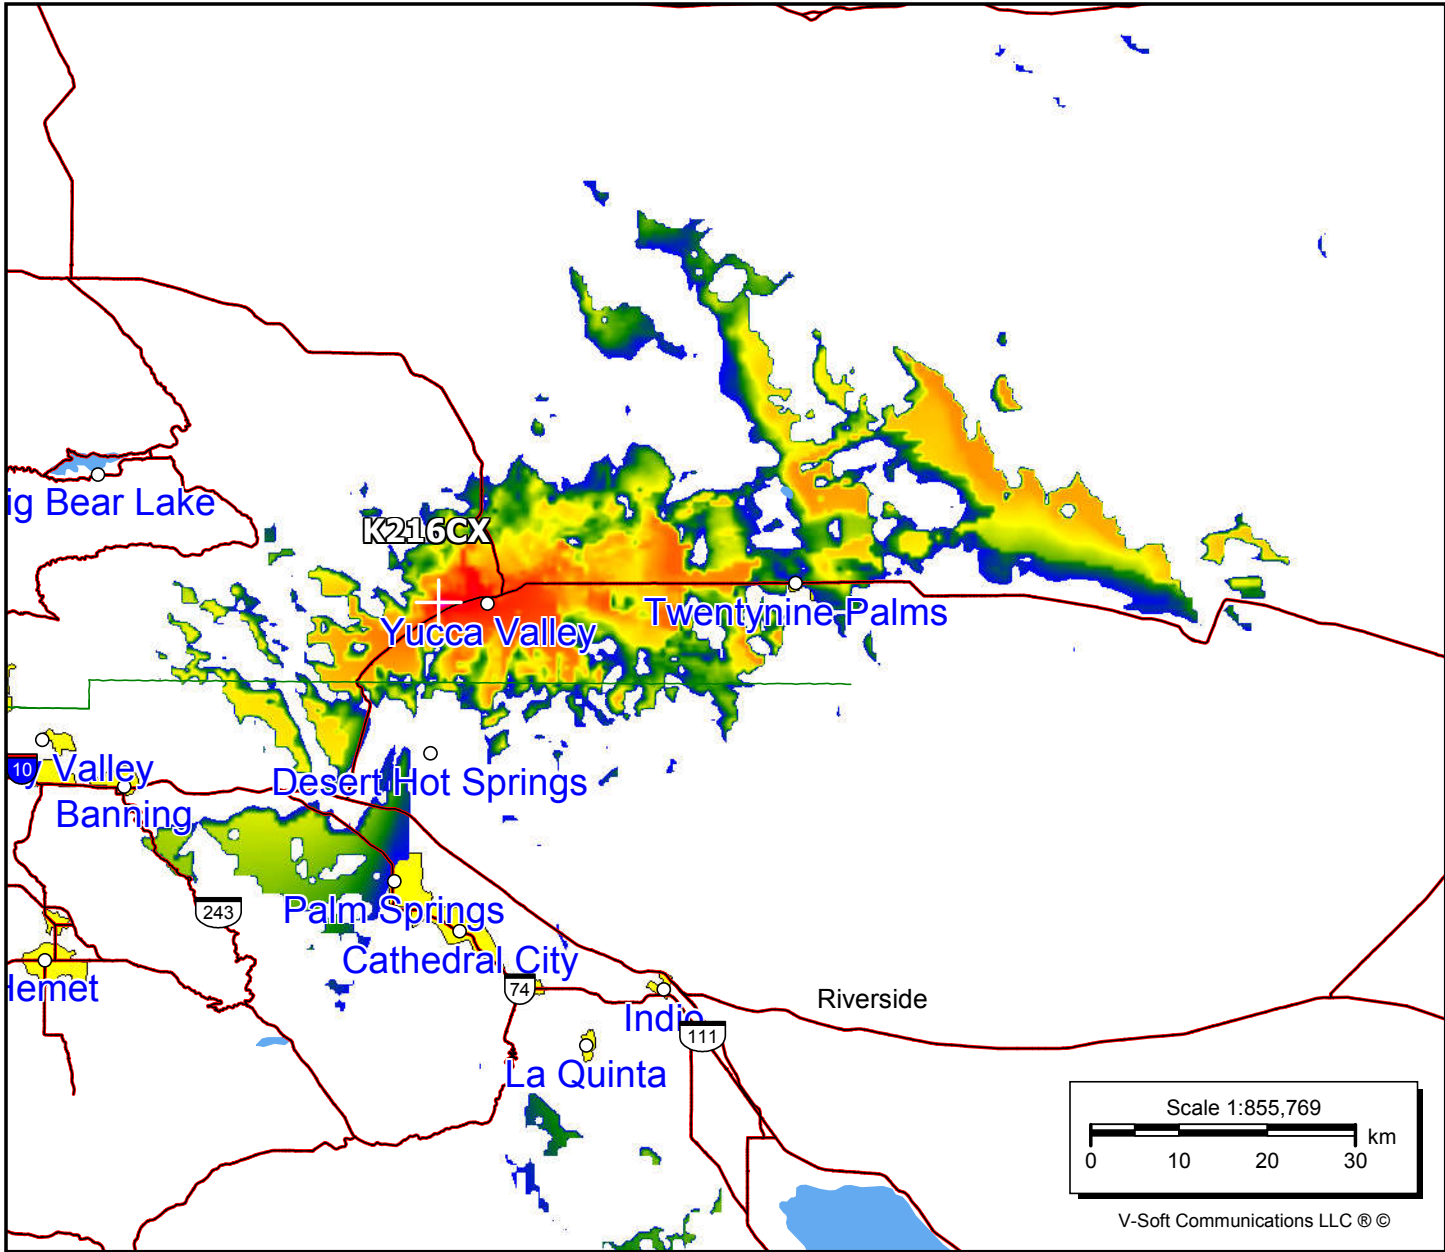 ig Bear Lake
K216CX
Yucca Valley
Twentynine Palms
10
y Valley
Desert Hot Springs
Banning
243
Palm Springs
Cathedral City
Hemet
74
Riverside
Indio
111
La Quinta
Scale 1:855,769
km
0 10 20 30
V-Soft Communications LLC ® ©